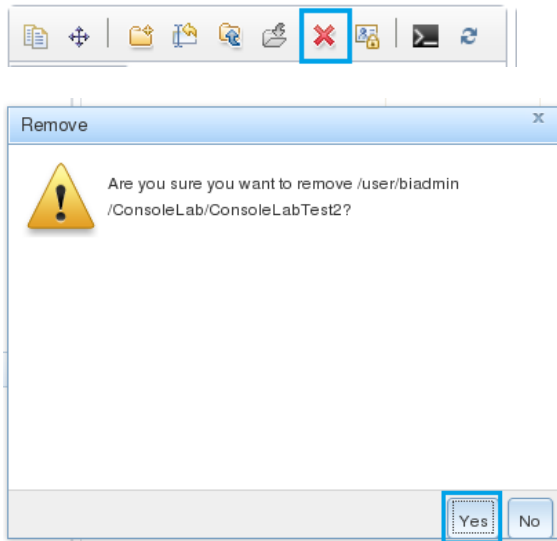 Remove
x
Are you sure you want to remove /user/biadmin
/ConsoleLab/ConsoleLabTest2?
Yes
No